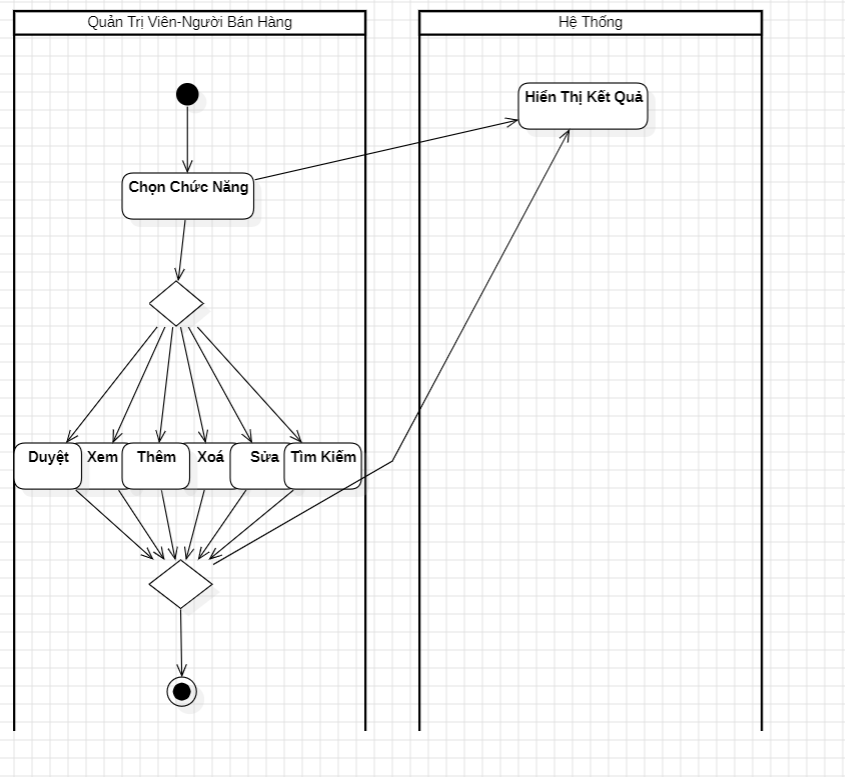 Quản Trị Viên-Người Bán Hàng
Hệ Thống
Hiển Thị Kết Quả
Chọn Chức Năng
Duyệt
Xem
Thêm
Xoá
Sửa
Tìm Kiếm